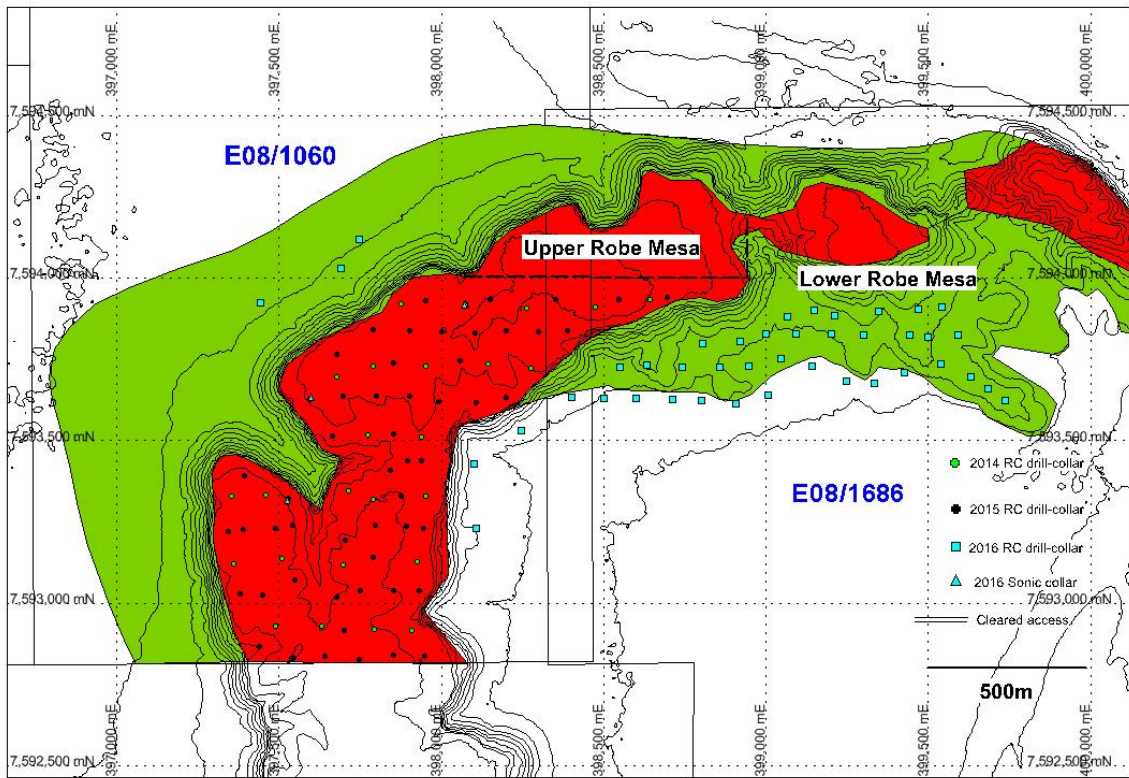 397,000 mE
397,500 mE
398,000 mE
398,500 mE
399,000 mE
399,500 mE
400,000 mE
7,594,500 mN
7,594,500 mN
E08/1060
Upper Robe Mesa
7,594,000 mN
Lower Robe Mesa
7,594,000 mN
7,593,500 mN
7,593,500 mN
2014 RC drill-collar
E08/1686
2015 RC drill-collar
2016 RC drill-collar
2016 Sonic collar
7,593,000 mN
7,593,000 mN
Cleared access
500m
7,592,500 mN
7,592,500 mN
397,000 mE
397,500 mE
398,000 mE
398,500 mE
399,000 mE
399,500 mE
400,000 mE